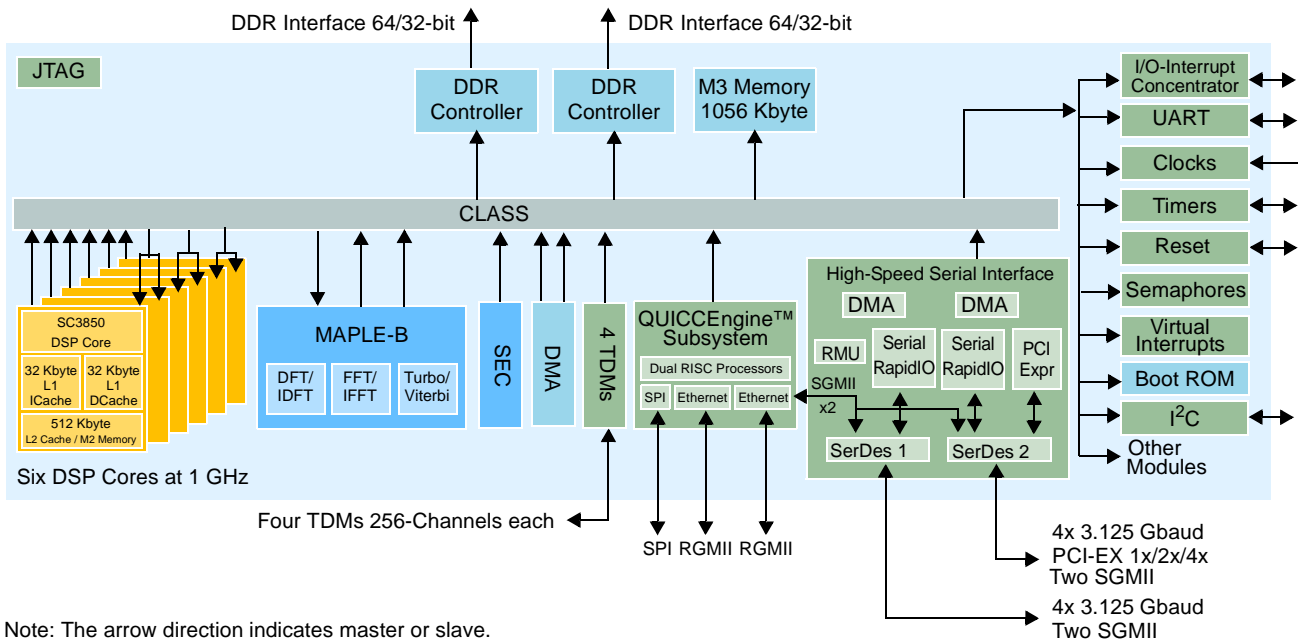 DDR Interface 64/32-bit
DDR Interface 64/32-bit
JTAG
DDR
Controller
DDR
Controller
M3 Memory
1056 Kbyte
I/O-Interrupt
Concentrator
UART
Clocks
Timers
Reset
Semaphores
Virtual
Interrupts
Boot ROM
I²C
Other
Modules
CLASS
SC3850
DSP Core
32 Kbyte
L1
ICache
32 Kbyte
L1
DCache
512 Kbyte
L2 Cache / M2 Memory
Six DSP Cores at 1 GHz
MAPLE-B
DFT/
IDFT
FFT/
IFFT
Turbo/
Viterbi
SEC
DMA
4 TDMs
QUICCEngine™
Subsystem
Dual RISC Processors
SPI
Ethernet
Ethernet
SGMII
x2
High-Speed Serial Interface
DMA
DMA
RMU
Serial
RapidIO
Serial
RapidIO
PCI
Expr
SerDes 1
SerDes 2
Four TDMs 256-Channels each
SPI
RGMII
RGMII
4x 3.125 Gbaud
PCI-EX 1x/2x/4x
Two SGMII
4x 3.125 Gbaud
Two SGMII
Note: The arrow direction indicates master or slave.